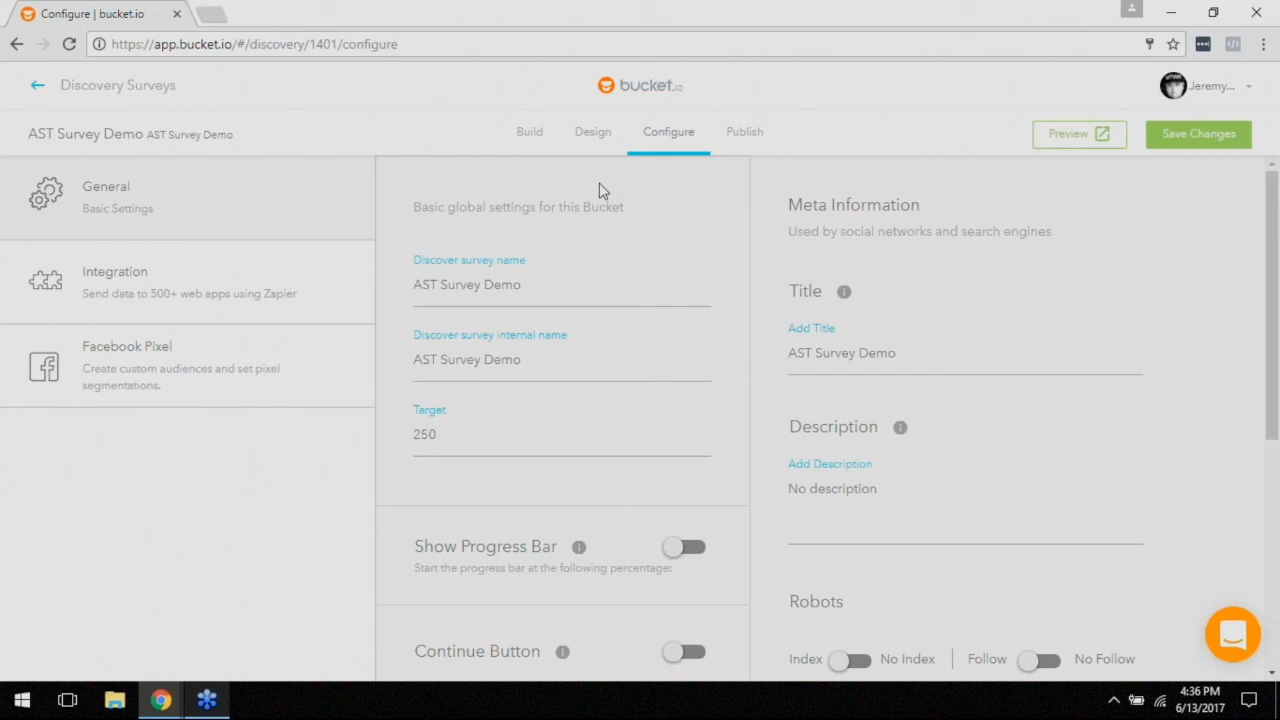 Configure | bucket.io
https://app.bucket.io/#/discovery/1401/configure
Discovery Surveys
bucket.io
Jeremy...
AST Survey Demo AST Survey Demo
Build
Design
Configure
Publish
Preview
Save Changes
General
Basic Settings
Integration
Send data to 500+ web apps using Zapier
Facebook Pixel
Create custom audiences and set pixel
segmentations.
Basic global settings for this Bucket
Discover survey name
AST Survey Demo
Discover survey internal name
AST Survey Demo
Target
250
Show Progress Bar
Start the progress bar at the following percentage:
Continue Button
Meta Information
Used by social networks and search engines
Title
Add Title
AST Survey Demo
Description
Add Description
No description
Robots
Index
No Index
Follow
No Follow
4:36 PM
6/13/2017